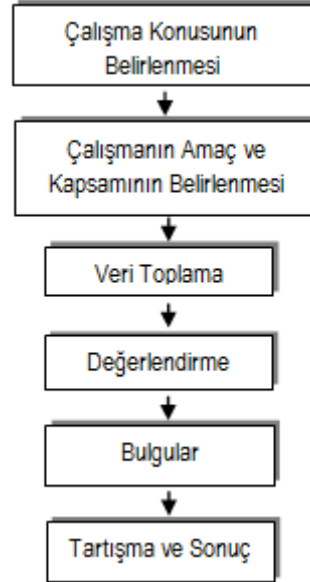 Çalışma Konusunun
Belirlenmesi
Çalışmanın Amaç ve
Kapsamının Belirlenmesi
Veri Toplama
Değerlendirme
Bulgular
Tartışma ve Sonuç